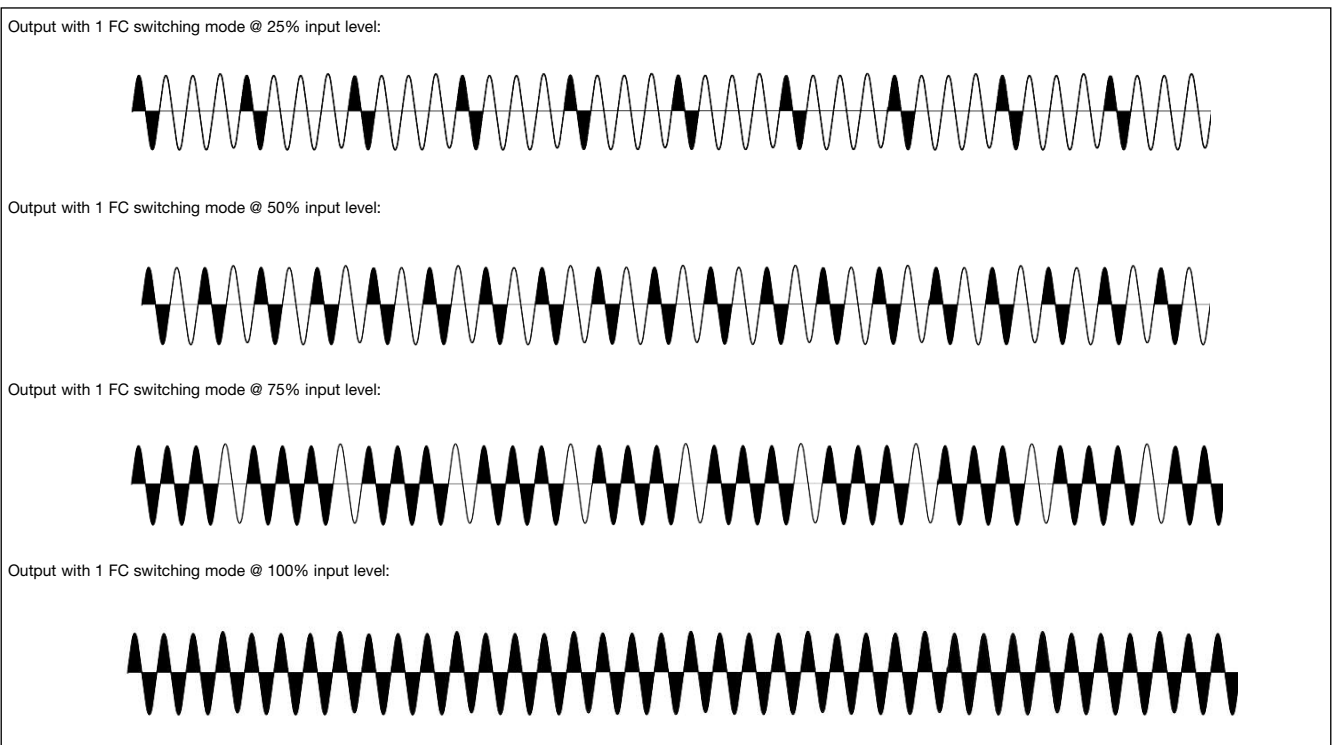 Output with 1 FC switching mode @ 25% input level:
Output with 1 FC switching mode @ 50% input level:
Output with 1 FC switching mode @ 75% input level:
Output with 1 FC switching mode @ 100% input level: